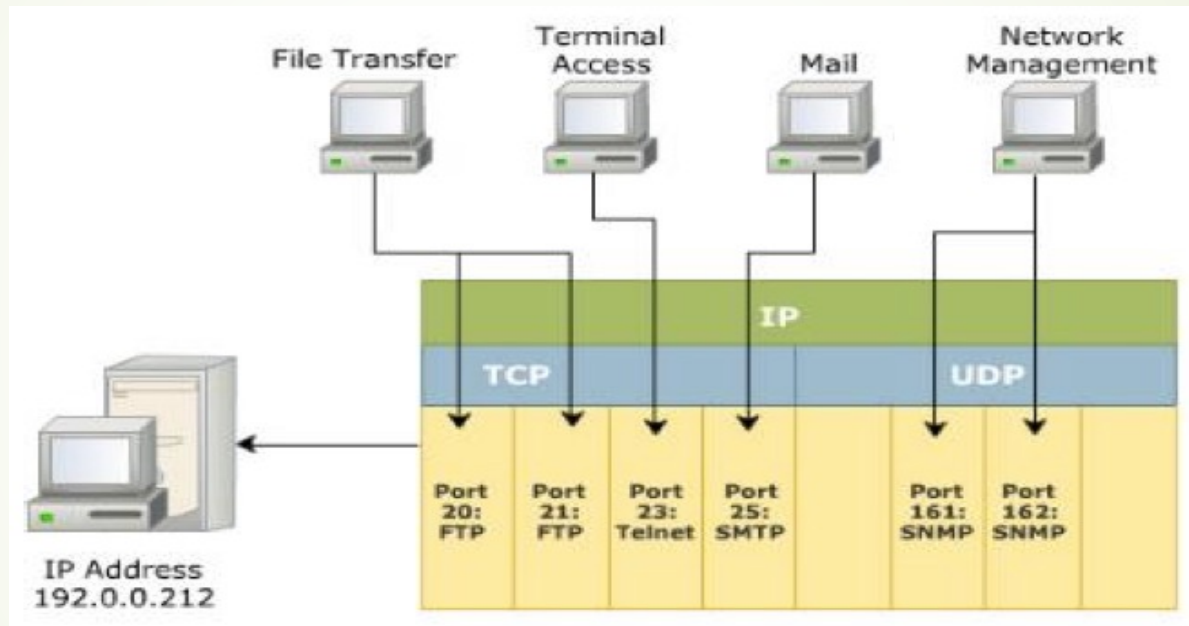 File Transfer
Terminal
Access
Mail
Network
Management
IP
TCP
UDP
Port
20:
FTP
Port
21:
FTP
Port
23:
Telnet
Port
25:
SMTP
Port
161:
SNMP
Port
162:
SNMP
IP Address
192.0.0.212